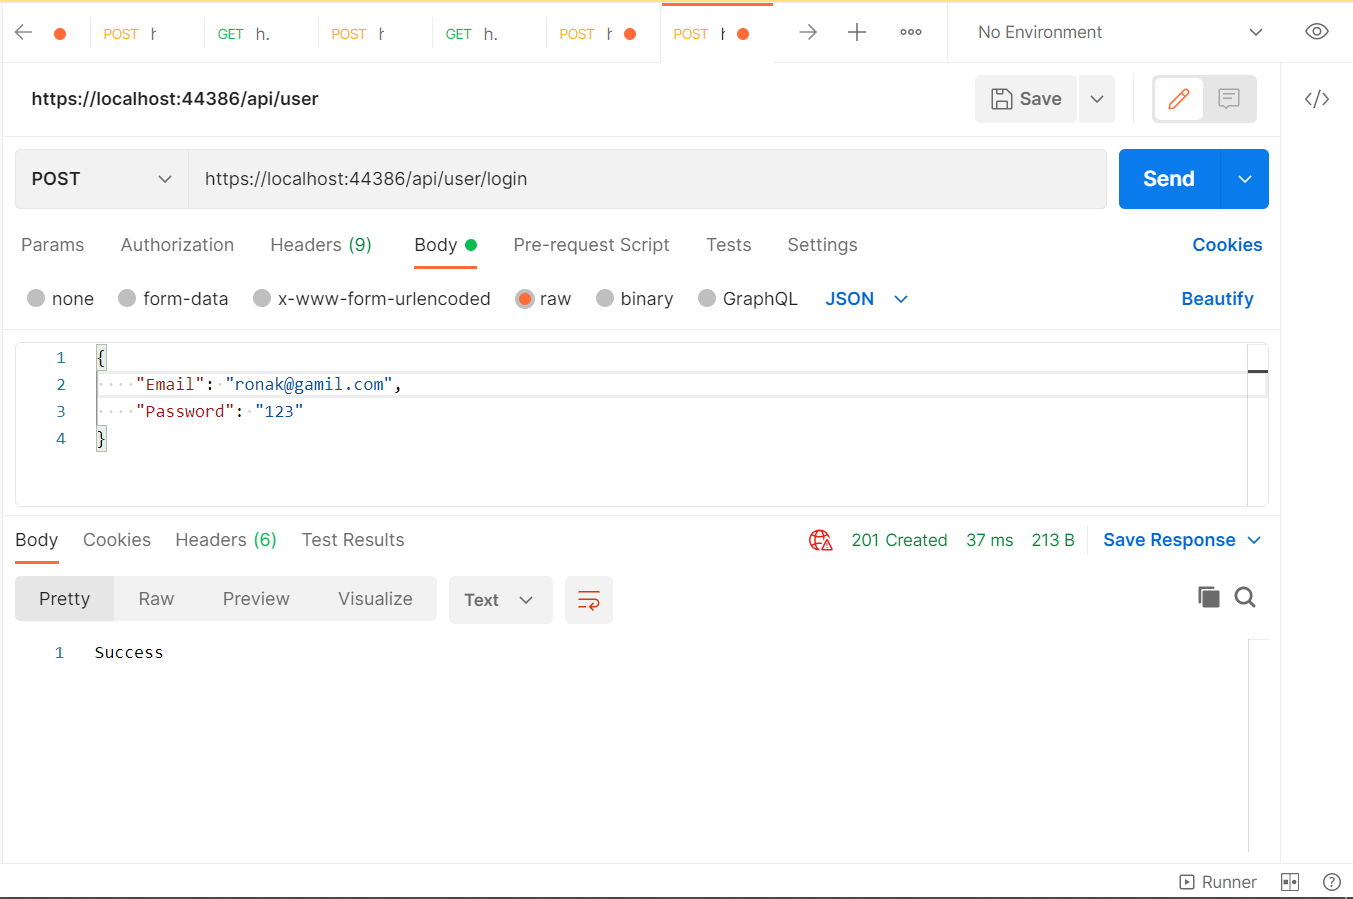 POST h GET h. POST h GET h. POST h POST h No Environment
https://localhost:44386/api/user Save
POST https://localhost:44386/api/user/login Send
Params Authorization Headers (9) Body Pre-request Script Tests Settings Cookies
none form-data x-www-form-urlencoded raw binary GraphQL JSON Beautify
1 {
2 "Email": "ronak@gamil.com",
3 "Password": "123"
4 }
Body Cookies Headers (6) Test Results 201 Created 37 ms 213 B Save Response
Pretty Raw Preview Visualize Text
1 Success
Runner